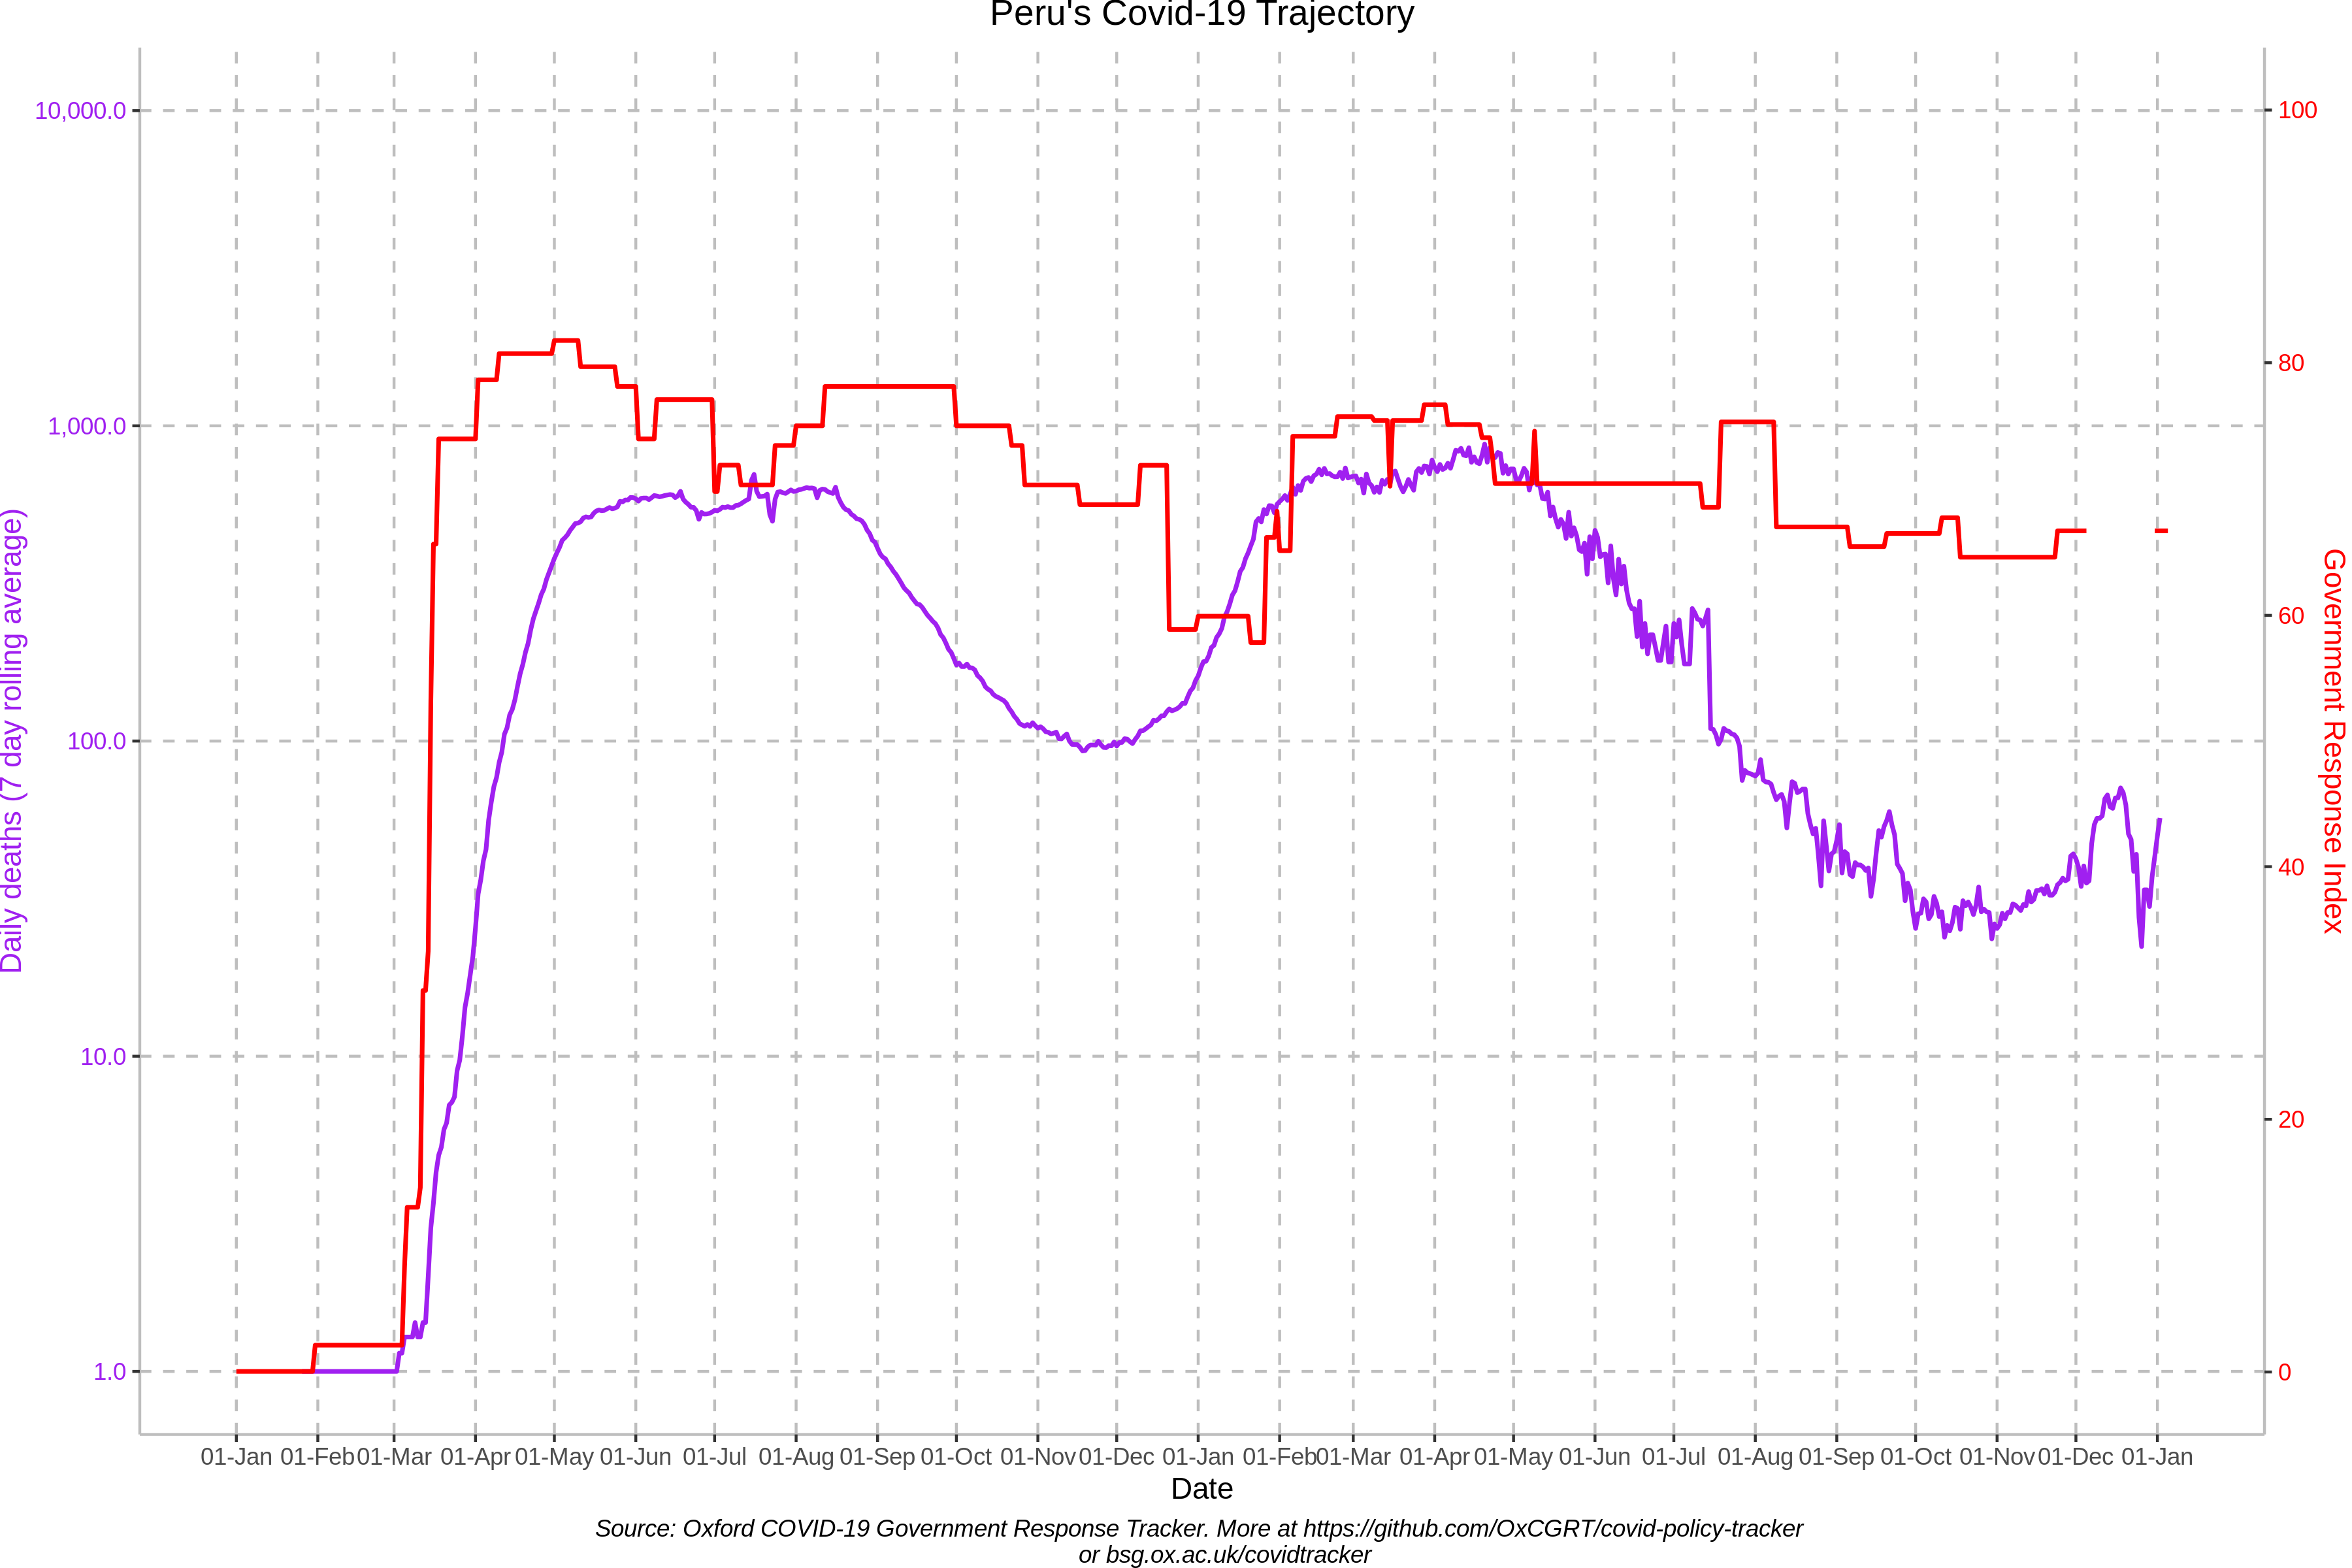 Peru's Covid-19 Trajectory
10,000.0
1,000.0
100.0
10.0
1.0
Daily deaths (7 day rolling average)
100
80
60
40
20
0
Government Response Index
01-Jan 01-Feb 01-Mar 01-Apr 01-May 01-Jun 01-Jul 01-Aug 01-Sep 01-Oct 01-Nov 01-Dec 01-Jan 01-Feb 01-Mar 01-Apr 01-May 01-Jun 01-Jul 01-Aug 01-Sep 01-Oct 01-Nov 01-Dec 01-Jan
Date
Source: Oxford COVID-19 Government Response Tracker. More at https://github.com/OxCGRT/covid-policy-tracker
or bsg.ox.ac.uk/covidtracker